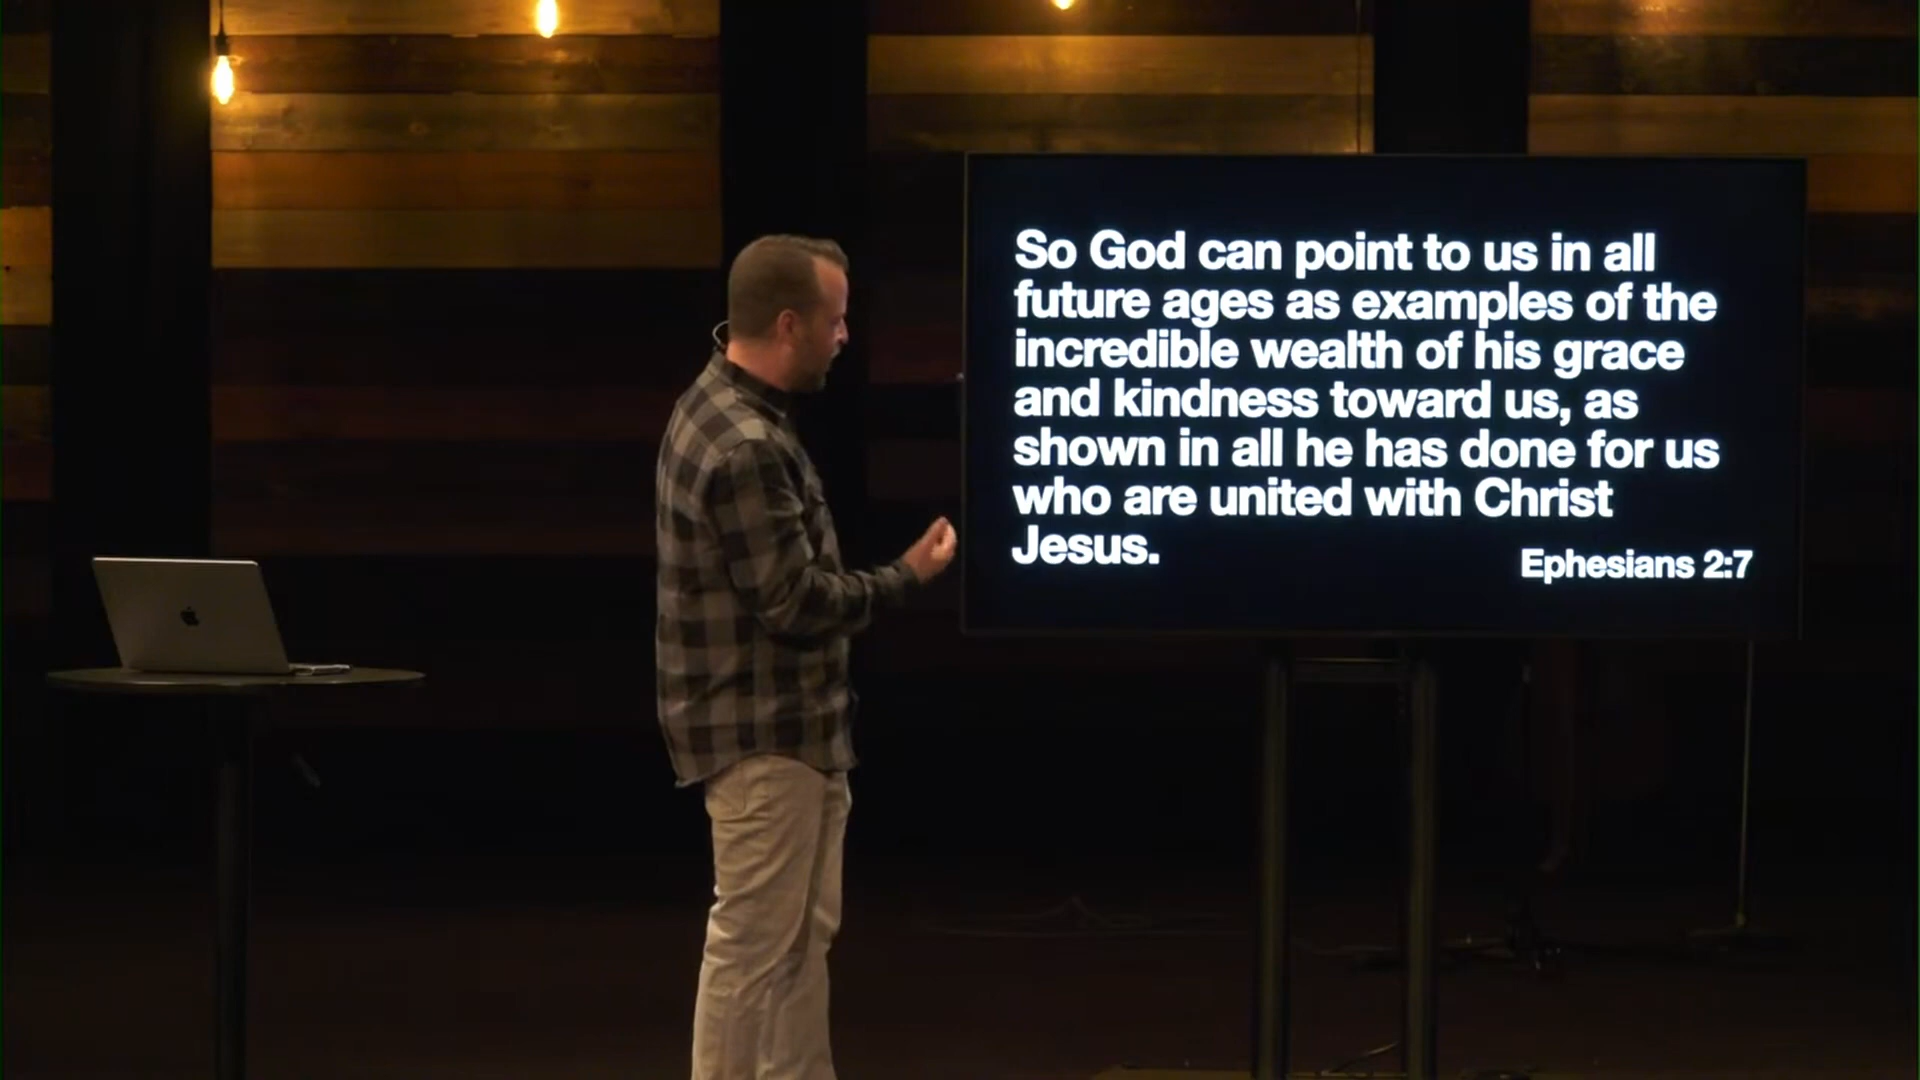 So God can point to us in all
future ages as examples of the
incredible wealth of his grace
and kindness toward us, as
shown in all he has done for us
who are united with Christ
Jesus.
Ephesians 2:7